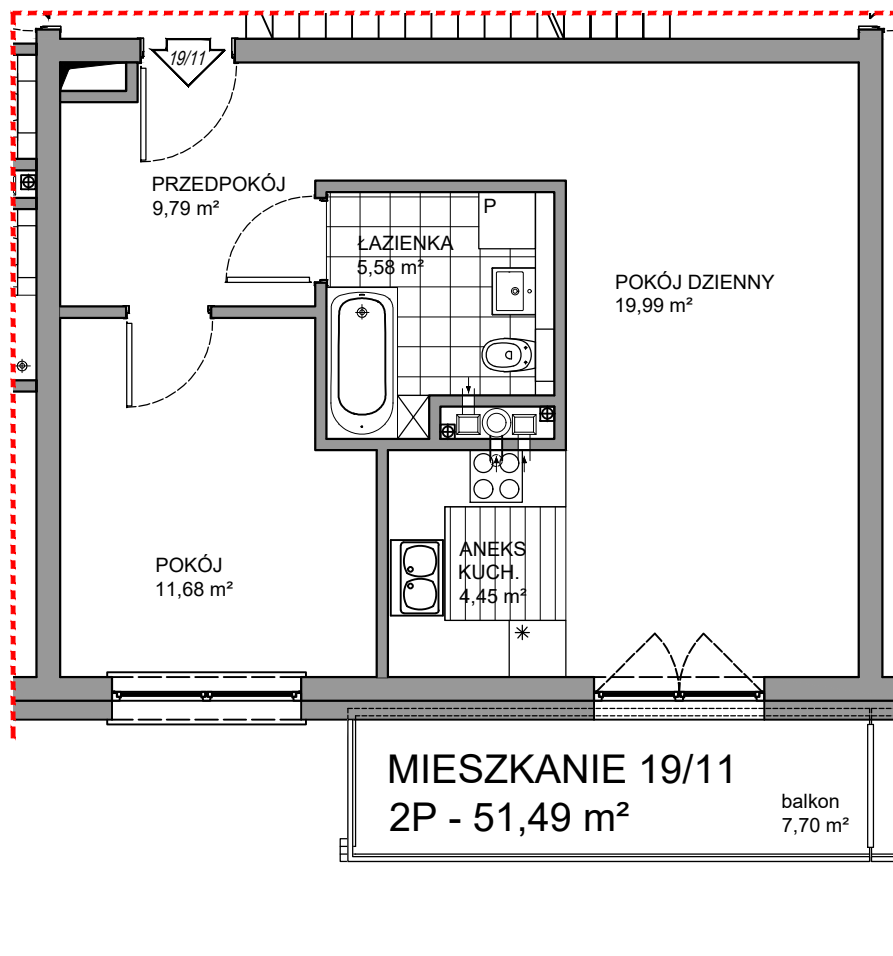 19/11
PRZEDPOKÓJ
9,79 m²
P
ŁAZIENKA
5,58 m²
POKÓJ DZIENNY
19,99 m²
POKÓJ
11,68 m²
ANEKS
KUCH.
4,45 m²
MIESZKANIE 19/11
2P - 51,49 m²
balkon
7,70 m²